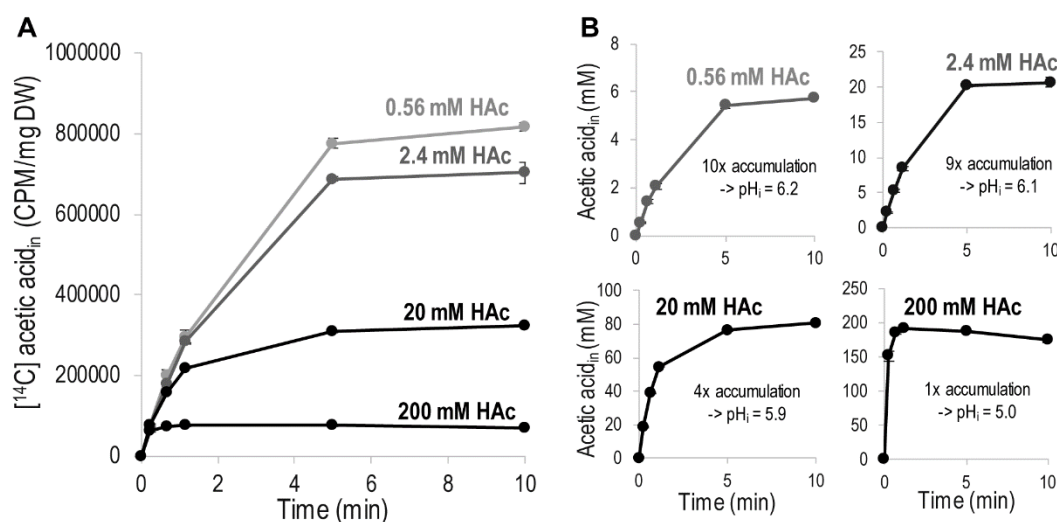 A
[¹⁴C] acetic acidᵢₙ (CPM/mg DW)
1000000
800000
600000
400000
200000
0
0.56 mM HAc
2.4 mM HAc
20 mM HAc
200 mM HAc
0 2 4 6 8 10
Time (min)
B
Acetic acidᵢₙ (mM)
8
6
4
2
0
0.56 mM HAc
10x accumulation
-> pHᵢ = 6.2
0 5 10
25
20
15
10
5
0
2.4 mM HAc
9x accumulation
-> pHᵢ = 6.1
0 5 10
Acetic acidᵢₙ (mM)
100
80
60
40
20
0
20 mM HAc
4x accumulation
-> pHᵢ = 5.9
0 5 10
Time (min)
250
200
150
100
50
0
200 mM HAc
1x accumulation
-> pHᵢ = 5.0
0 5 10
Time (min)